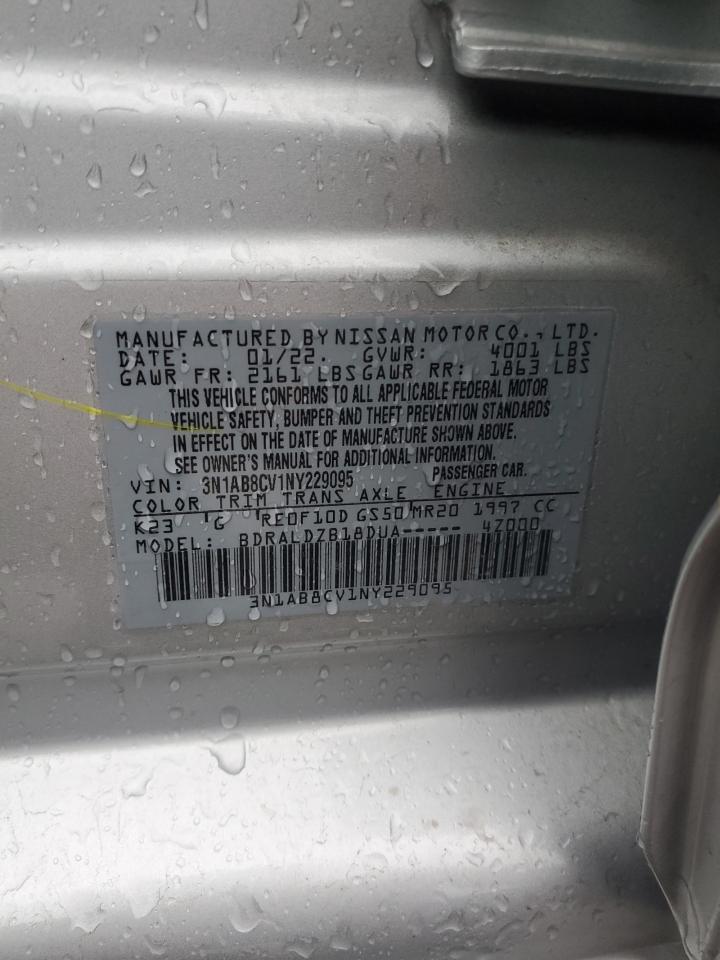 MANUFACTURED BY NISSAN MOTOR CO., LTD.
DATE: 01/22. GVWR: 4001 LBS
GAWR FR: 2161 LBS GAWR RR: 1863 LBS
THIS VEHICLE CONFORMS TO ALL APPLICABLE FEDERAL MOTOR
VEHICLE SAFETY, BUMPER AND THEFT PREVENTION STANDARDS
IN EFFECT ON THE DATE OF MANUFACTURE SHOWN ABOVE.
SEE OWNER'S MANUAL FOR ADDITIONAL INFORMATION.
VIN: 3N1AB8CV1NY229095 PASSENGER CAR.
COLOR TRIM TRANS AXLE ENGINE
K23 G RE0F10D GS50 MR20 1997 CC
MODEL: BDRALDZB18DUA----- 4Z000
3N1AB8CV1NY229095